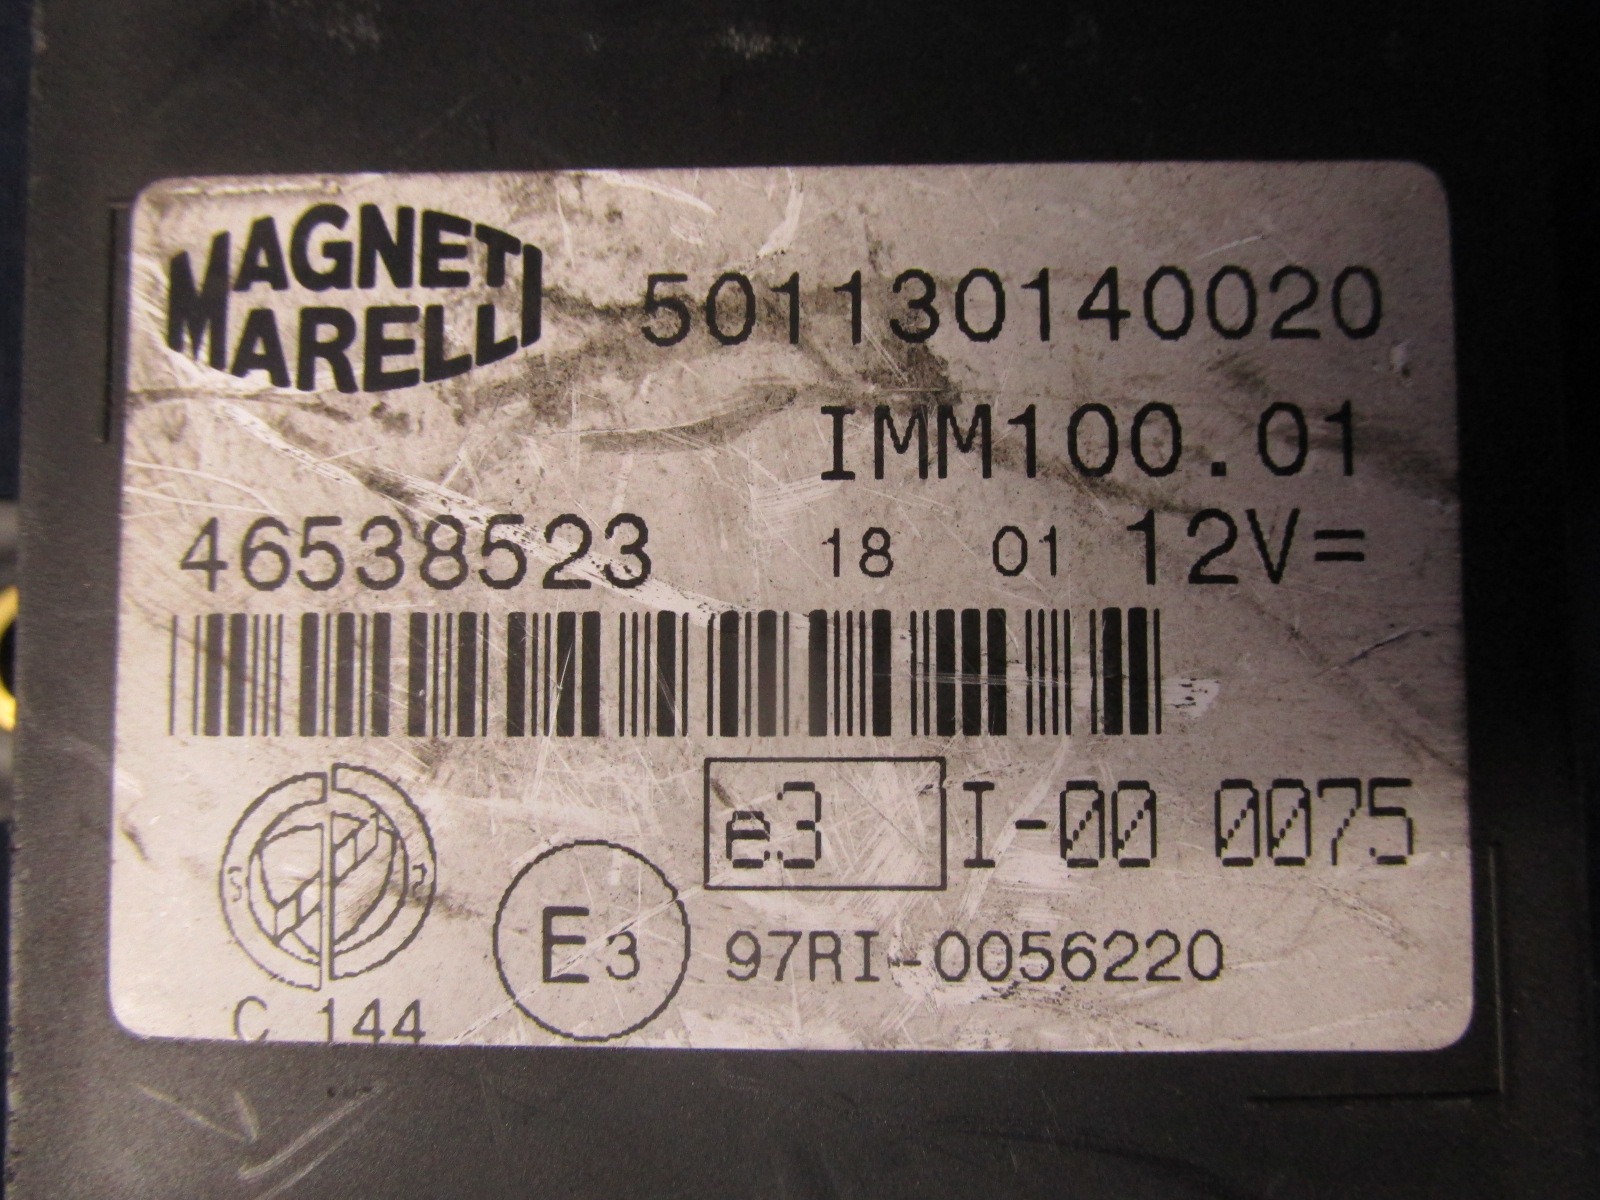 MAGNETI
MARELLI
501130140020
IMM100.01
46538523 18 01 12V=
e3 I-00 0075
E3 97RI-0056220
C 144